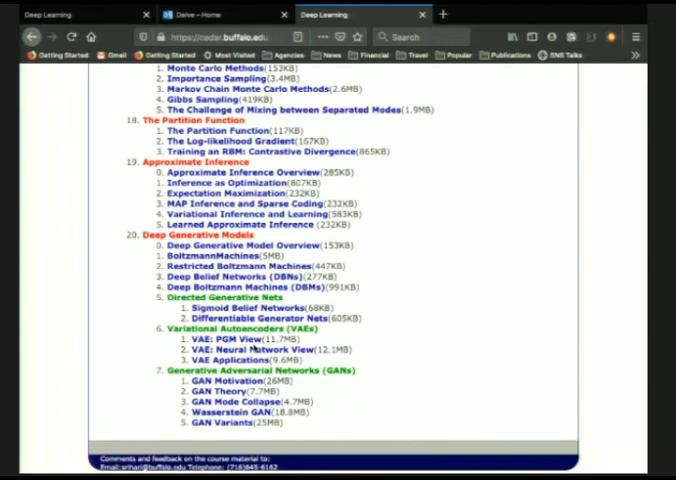 Deep Learning
Delve – Home
Deep Learning
https://cedar.buffalo.edu
Search
Getting Started
Gmail
Getting Started
Most Visited
Agencies
News
Financial
Travel
Popular
Publications
SNS Talks
1. Monte Carlo Methods(153KB)
2. Importance Sampling(3.4MB)
3. Markov Chain Monte Carlo Methods(2.6MB)
4. Gibbs Sampling(419KB)
5. The Challenge of Mixing between Separated Modes(1.9MB)
18. The Partition Function
1. The Partition Function(117KB)
2. The Log-likelihood Gradient(167KB)
3. Training an RBM: Contrastive Divergence(865KB)
19. Approximate Inference
0. Approximate Inference Overview(285KB)
1. Inference as Optimization(807KB)
2. Expectation Maximization(232KB)
3. MAP Inference and Sparse Coding(232KB)
4. Variational Inference and Learning(583KB)
5. Learned Approximate Inference (232KB)
20. Deep Generative Models
0. Deep Generative Model Overview(153KB)
1. BoltzmannMachines(5MB)
2. Restricted Boltzmann Machines(447KB)
3. Deep Belief Networks (DBNs)(277KB)
4. Deep Boltzmann Machines (DBMs)(991KB)
5. Directed Generative Nets
1. Sigmoid Belief Networks(68KB)
2. Differentiable Generator Nets(605KB)
6. Variational Autoencoders (VAEs)
1. VAE: PGM View(11.7MB)
2. VAE: Neural Network View(12.1MB)
3. VAE Applications(9.6MB)
7. Generative Adversarial Networks (GANs)
1. GAN Motivation(26MB)
2. GAN Theory(7.7MB)
3. GAN Mode Collapse(4.7MB)
4. Wasserstein GAN(18.8MB)
5. GAN Variants(25MB)
Comments and feedback on the course material to:
Email:srihari@buffalo.edu Telephone: (716)645-6162